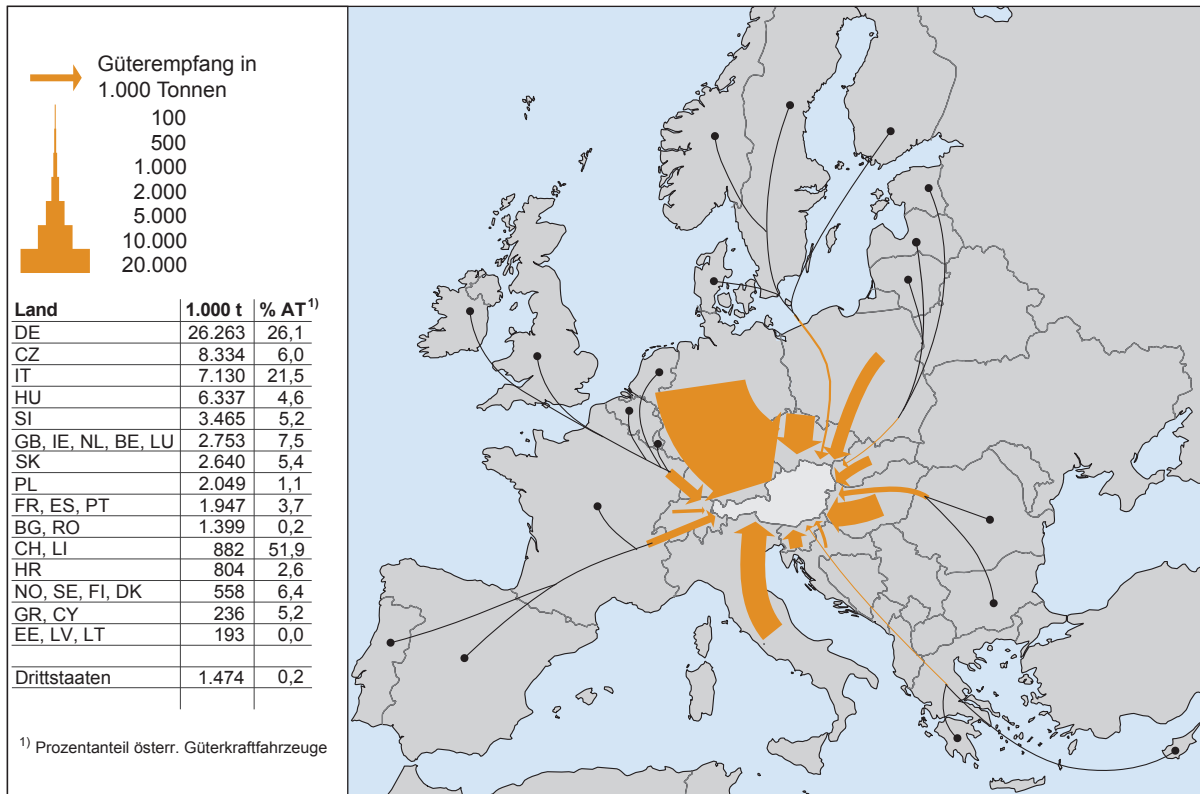 Güterempfang in
1.000 Tonnen
100
500
1.000
2.000
5.000
10.000
20.000
Land 1.000 t % AT1)
DE 26.263 26,1
CZ 8.334 6,0
IT 7.130 21,5
HU 6.337 4,6
SI 3.465 5,2
GB, IE, NL, BE, LU 2.753 7,5
SK 2.640 5,4
PL 2.049 1,1
FR, ES, PT 1.947 3,7
BG, RO 1.399 0,2
CH, LI 882 51,9
HR 804 2,6
NO, SE, FI, DK 558 6,4
GR, CY 236 5,2
EE, LV, LT 193 0,0
Drittstaaten 1.474 0,2
1) Prozentanteil österr. Güterkraftfahrzeuge